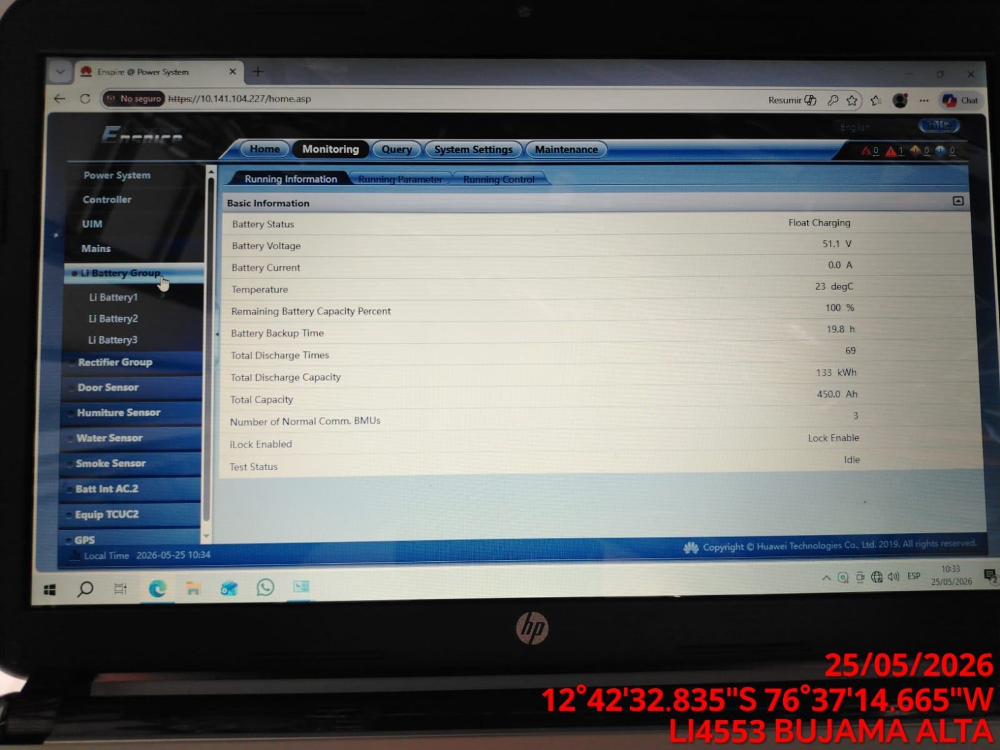 Enspire @ Power System
No seguro https://10.141.104.227/home.asp
Resumir
Chat
Enspire
English
Home Monitoring Query System Settings Maintenance
0 1 0 0
Power System
Controller
UIM
Mains
Li Battery Group
Li Battery1
Li Battery2
Li Battery3
Rectifier Group
Door Sensor
Humiture Sensor
Water Sensor
Smoke Sensor
Batt Int AC.2
Equip TCUC2
GPS
Running Information Running Parameter Running Control
Basic Information
Battery Status Float Charging
Battery Voltage 51.1 V
Battery Current 0.0 A
Temperature 23 degC
Remaining Battery Capacity Percent 100 %
Battery Backup Time 19.8 h
Total Discharge Times 69
Total Discharge Capacity 133 kWh
Total Capacity 450.0 Ah
Number of Normal Comm. BMUs 3
iLock Enabled Lock Enable
Test Status Idle
Local Time 2026-05-25 10:34
Copyright © Huawei Technologies Co., Ltd. 2019. All rights reserved.
ESP
10:33
25/05/2026
2
hp
25/05/2026
12°42'32.835"S 76°37'14.665"W
LI4553 BUJAMA ALTA